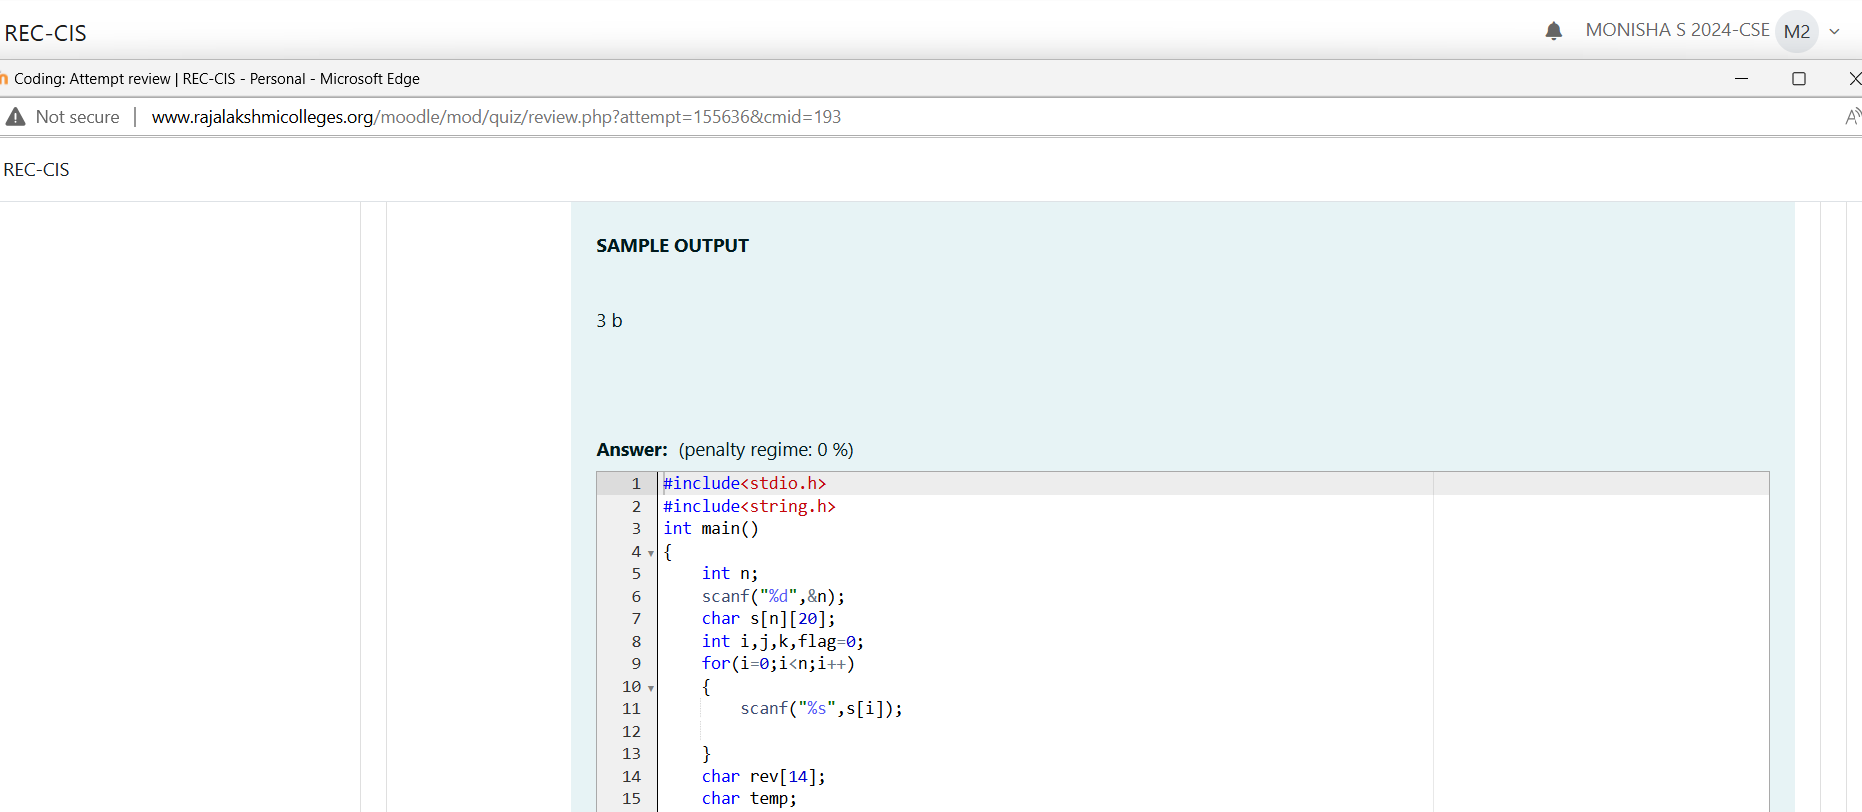 REC-CIS
MONISHA S 2024-CSE M2
Coding: Attempt review | REC-CIS - Personal - Microsoft Edge
Not secure www.rajalakshmicolleges.org/moodle/mod/quiz/review.php?attempt=155636&cmid=193
REC-CIS
SAMPLE OUTPUT
3 b
Answer: (penalty regime: 0 %)
1 #include<stdio.h>
2 #include<string.h>
3 int main()
4 {
5 int n;
6 scanf("%d",&n);
7 char s[n][20];
8 int i,j,k,flag=0;
9 for(i=0;i<n;i++)
10 {
11 scanf("%s",s[i]);
12
13 }
14 char rev[14];
15 char temp;